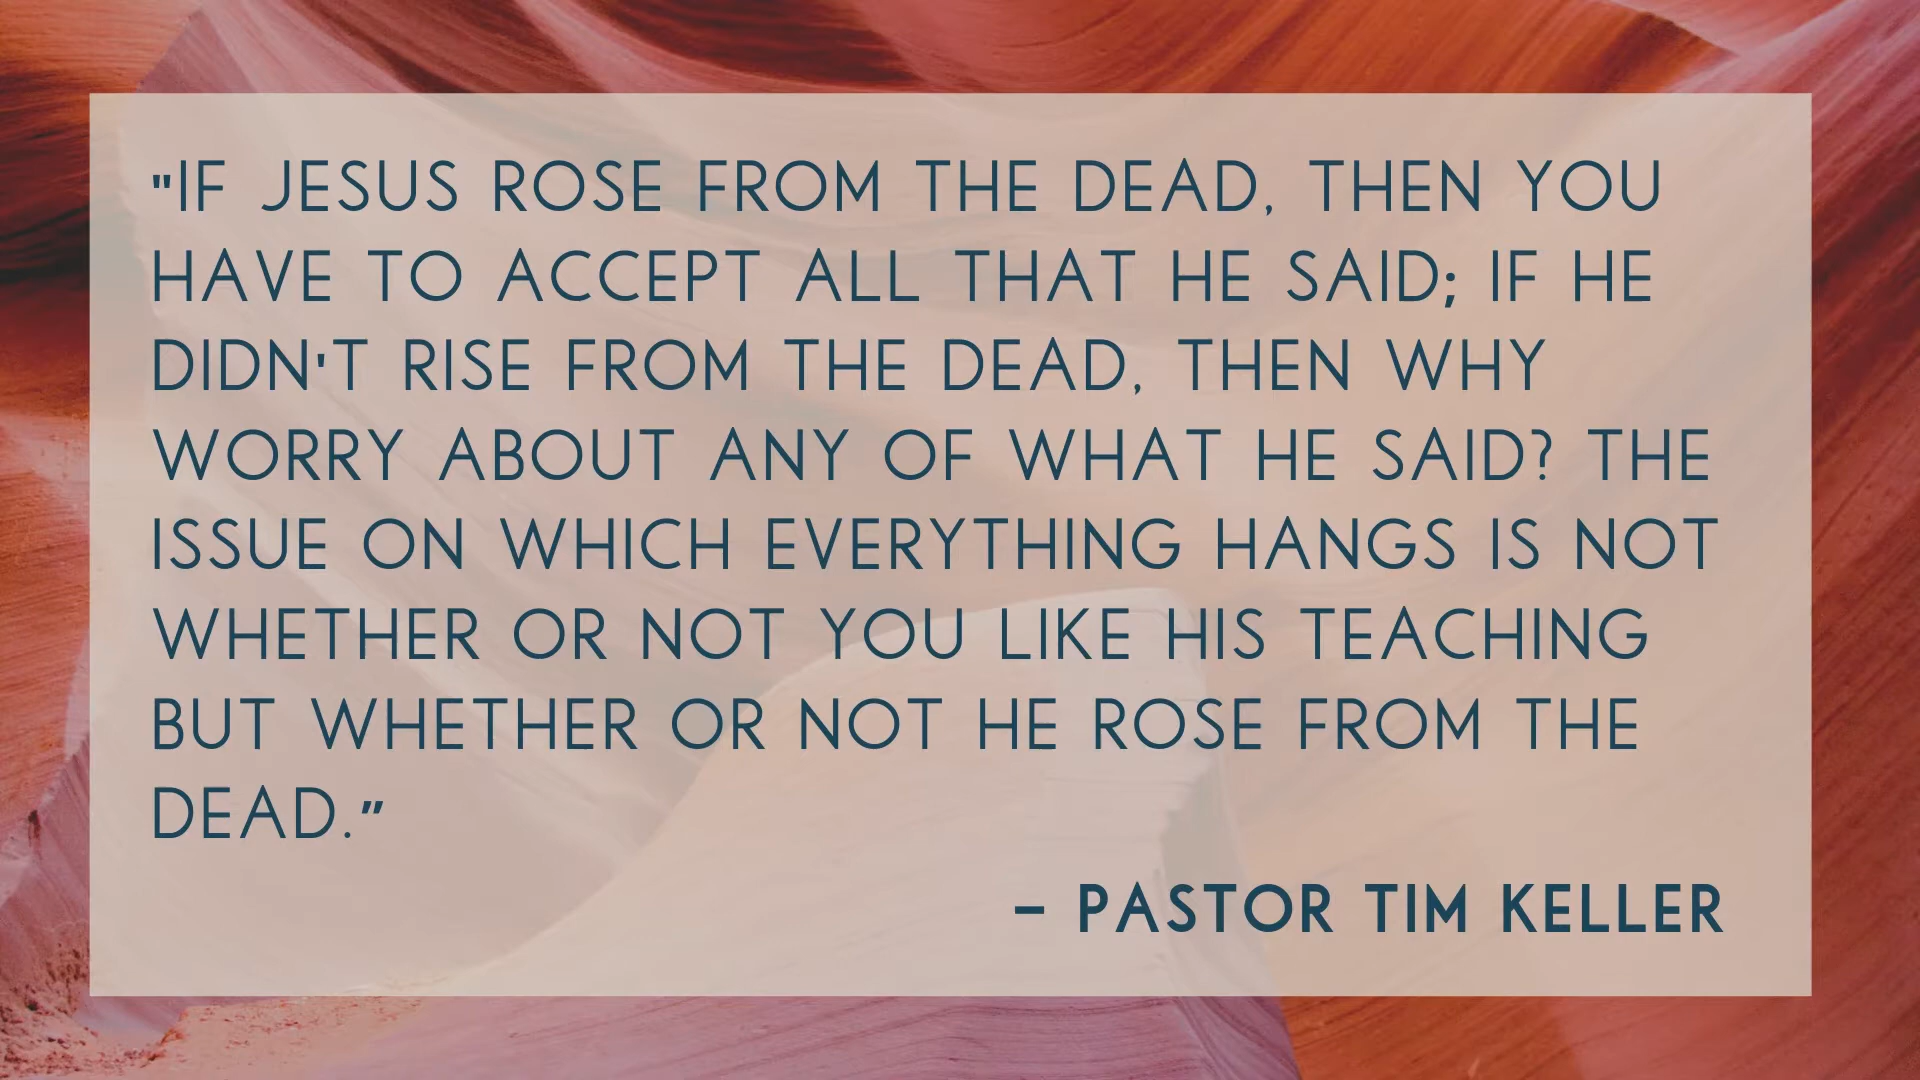 "IF JESUS ROSE FROM THE DEAD, THEN YOU
HAVE TO ACCEPT ALL THAT HE SAID; IF HE
DIDN'T RISE FROM THE DEAD, THEN WHY
WORRY ABOUT ANY OF WHAT HE SAID? THE
ISSUE ON WHICH EVERYTHING HANGS IS NOT
WHETHER OR NOT YOU LIKE HIS TEACHING
BUT WHETHER OR NOT HE ROSE FROM THE
DEAD.”
– PASTOR TIM KELLER